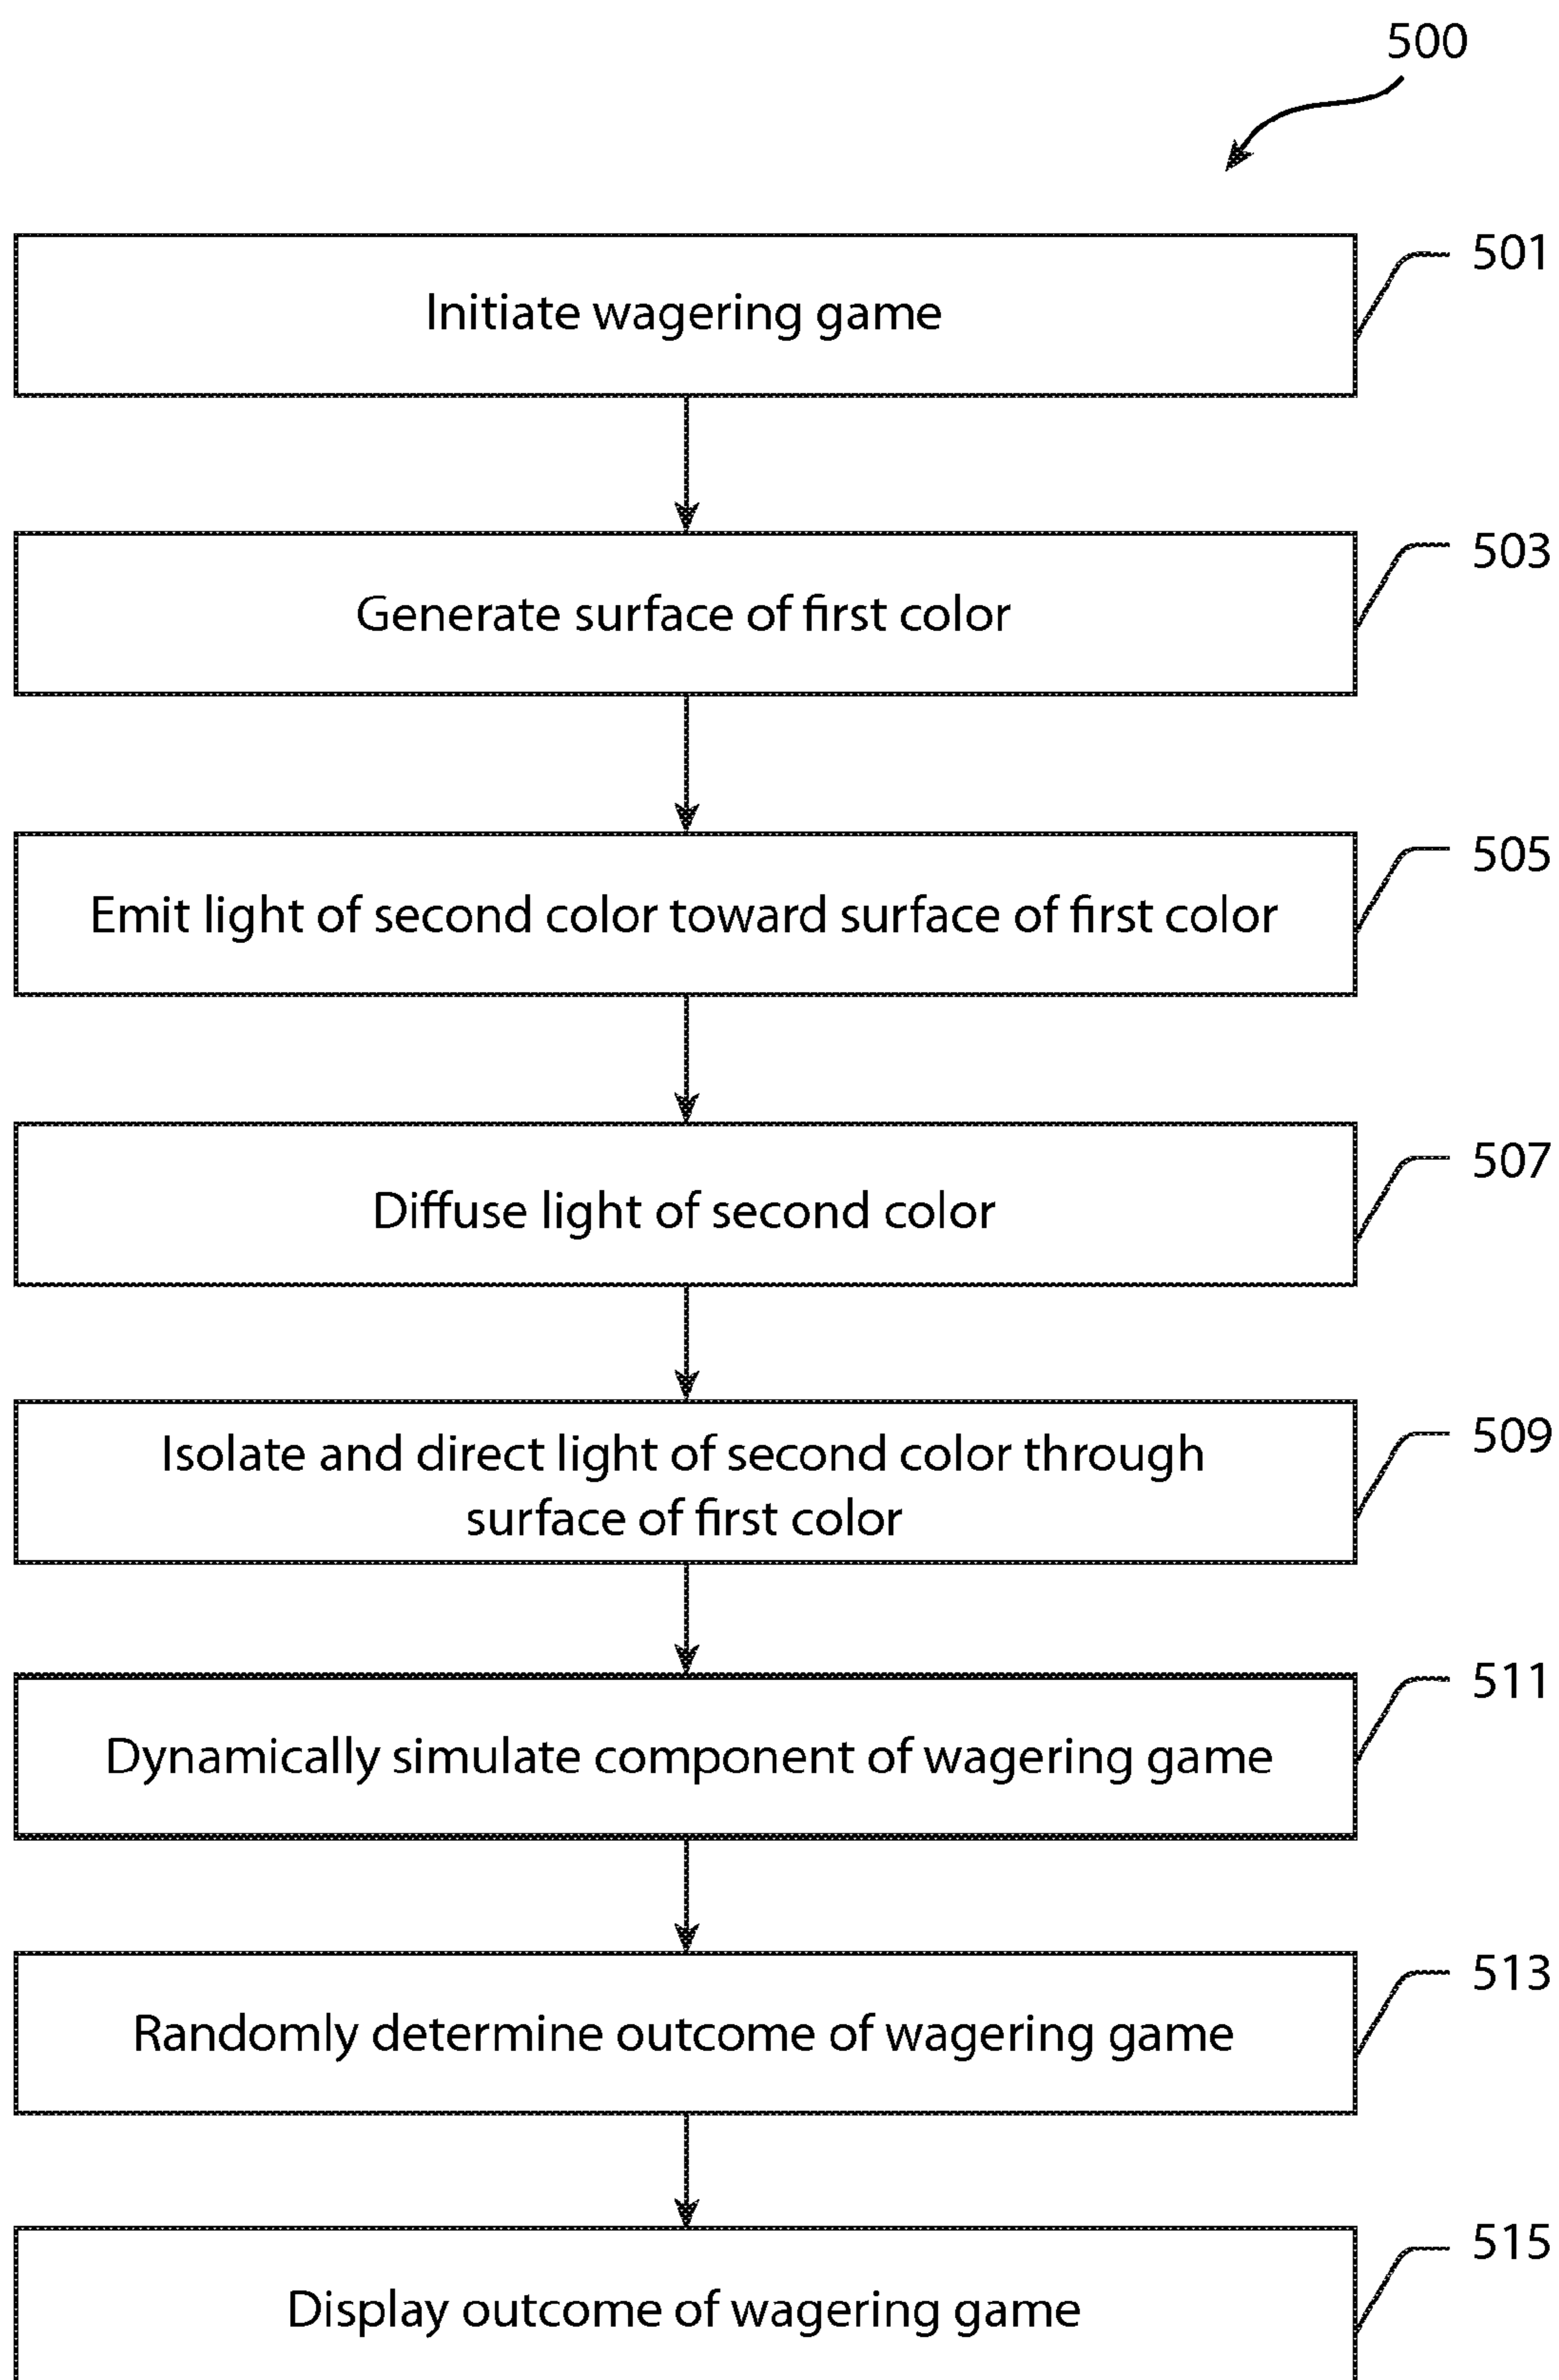 500
Initiate wagering game
501
Generate surface of first color
503
Emit light of second color toward surface of first color
505
Diffuse light of second color
507
Isolate and direct light of second color through
surface of first color
509
Dynamically simulate component of wagering game
511
Randomly determine outcome of wagering game
513
Display outcome of wagering game
515